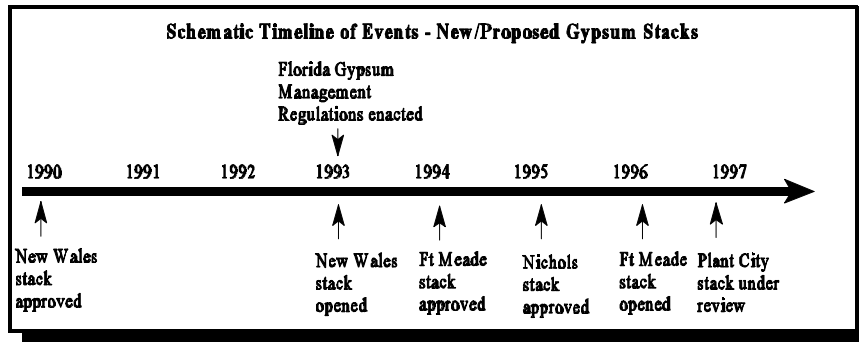 Schematic Timeline of Events - New/Proposed Gypsum Stacks
Florida Gypsum
Management
Regulations enacted
1990 1991 1992 1993 1994 1995 1996 1997
New Wales
stack
approved
New Wales
stack
opened
Ft Meade
stack
approved
Nichols
stack
approved
Ft Meade
stack
opened
Plant City
stack under
review